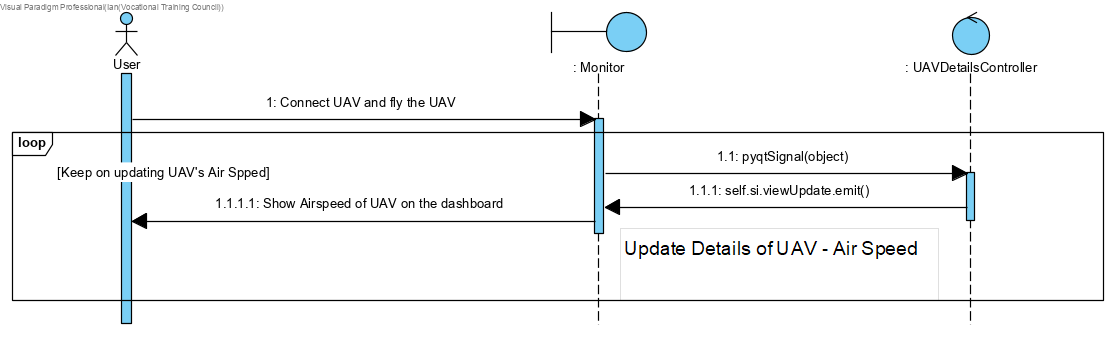 Visual Paradigm Professional(Ian(Vocational Training Council))
User
: Monitor
: UAVDetailsController
1: Connect UAV and fly the UAV
loop
[Keep on updating UAV's Air Spped]
1.1: pyqtSignal(object)
1.1.1: self.si.viewUpdate.emit()
1.1.1.1: Show Airspeed of UAV on the dashboard
Update Details of UAV - Air Speed